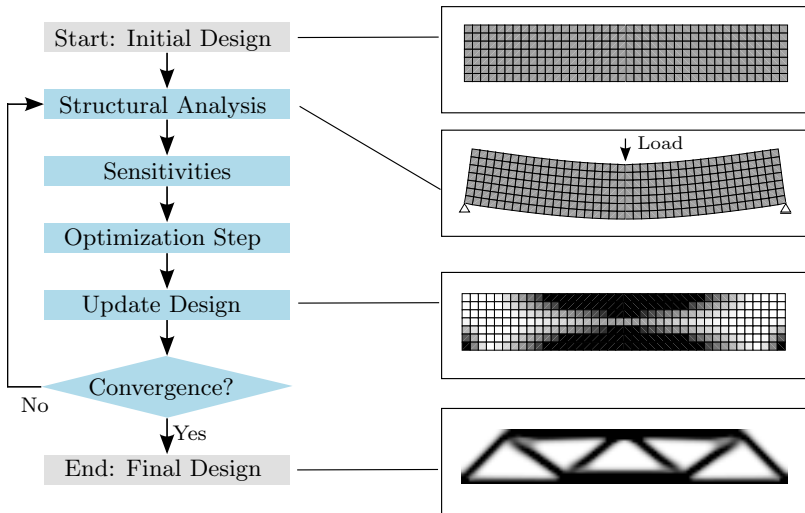 Start: Initial Design
Structural Analysis
Load
Sensitivities
Optimization Step
Update Design
Convergence?
No
Yes
End: Final Design